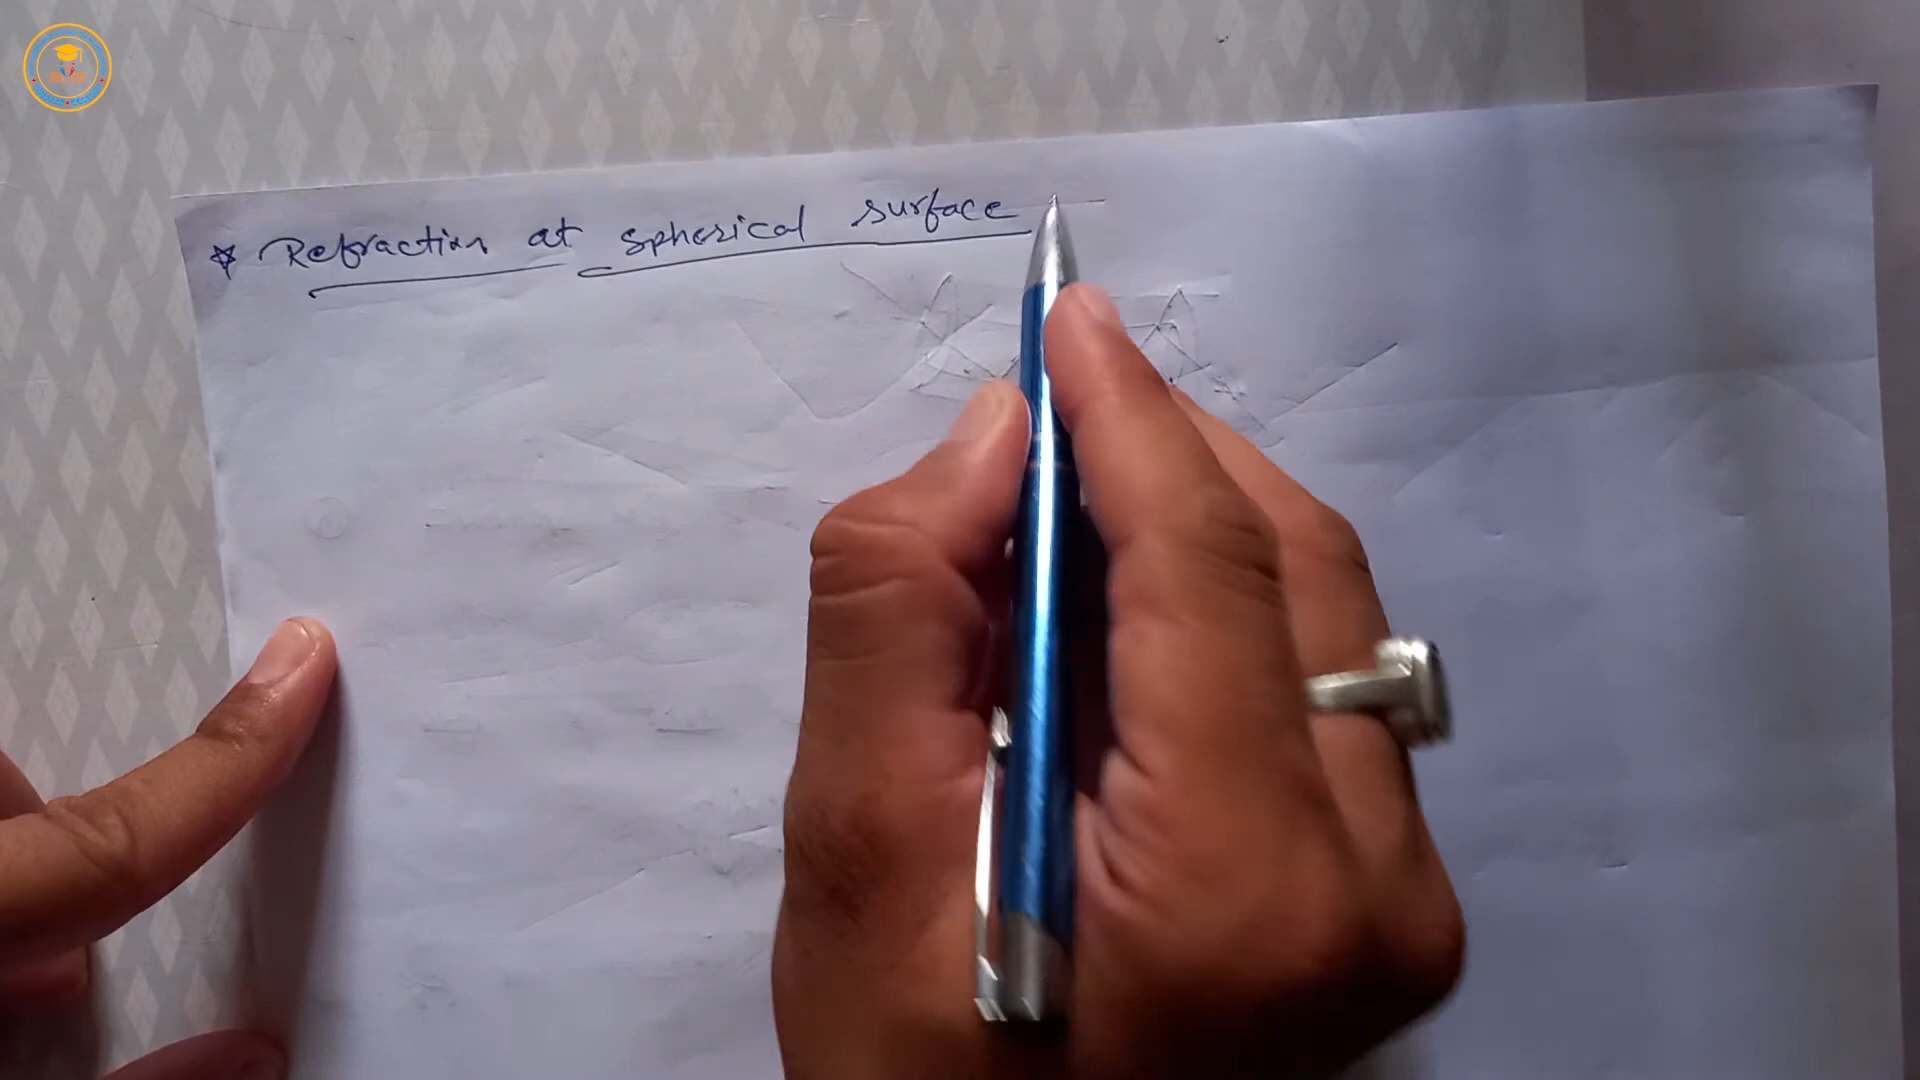 ☆ Refraction at spherical surface